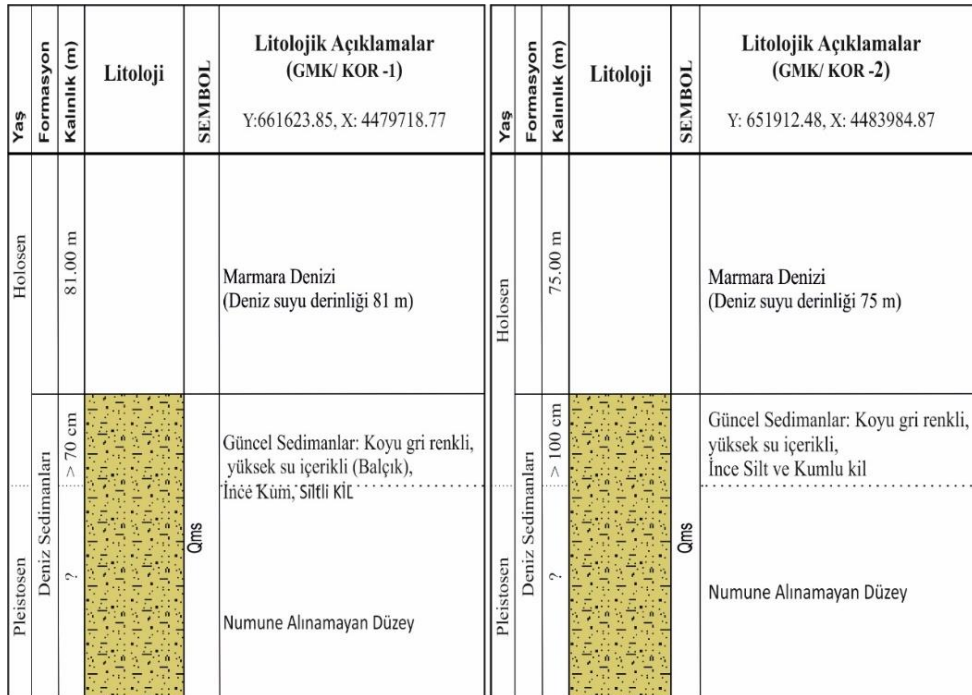 Yaş
Formasyon
Kalınlık (m)
Litoloji
SEMBOL
Litolojik Açıklamalar
(GMK/ KOR -1)
Y:661623.85, X: 4479718.77
Holosen
81.00 m
Marmara Denizi
(Deniz suyu derinliği 81 m)
Pleistosen
Deniz Sedimanları
> 70 cm
?
Qms
Güncel Sedimanlar: Koyu gri renkli,
yüksek su içerikli (Balçık),
İnce Kum, Siltli KİL
Numune Alınamayan Düzey
Yaş
Formasyon
Kalınlık (m)
Litoloji
SEMBOL
Litolojik Açıklamalar
(GMK/ KOR -2)
Y: 651912.48, X: 4483984.87
Holosen
75.00 m
Marmara Denizi
(Deniz suyu derinliği 75 m)
Pleistosen
Deniz Sedimanları
> 100 cm
?
Qms
Güncel Sedimanlar: Koyu gri renkli,
yüksek su içerikli,
İnce Silt ve Kumlu kil
Numune Alınamayan Düzey